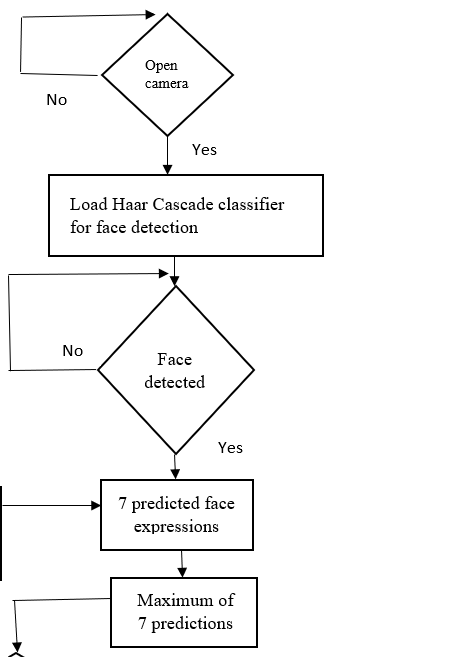 Open
camera
No
Yes
Load Haar Cascade classifier
for face detection
No
Face
detected
Yes
7 predicted face
expressions
Maximum of
7 predictions